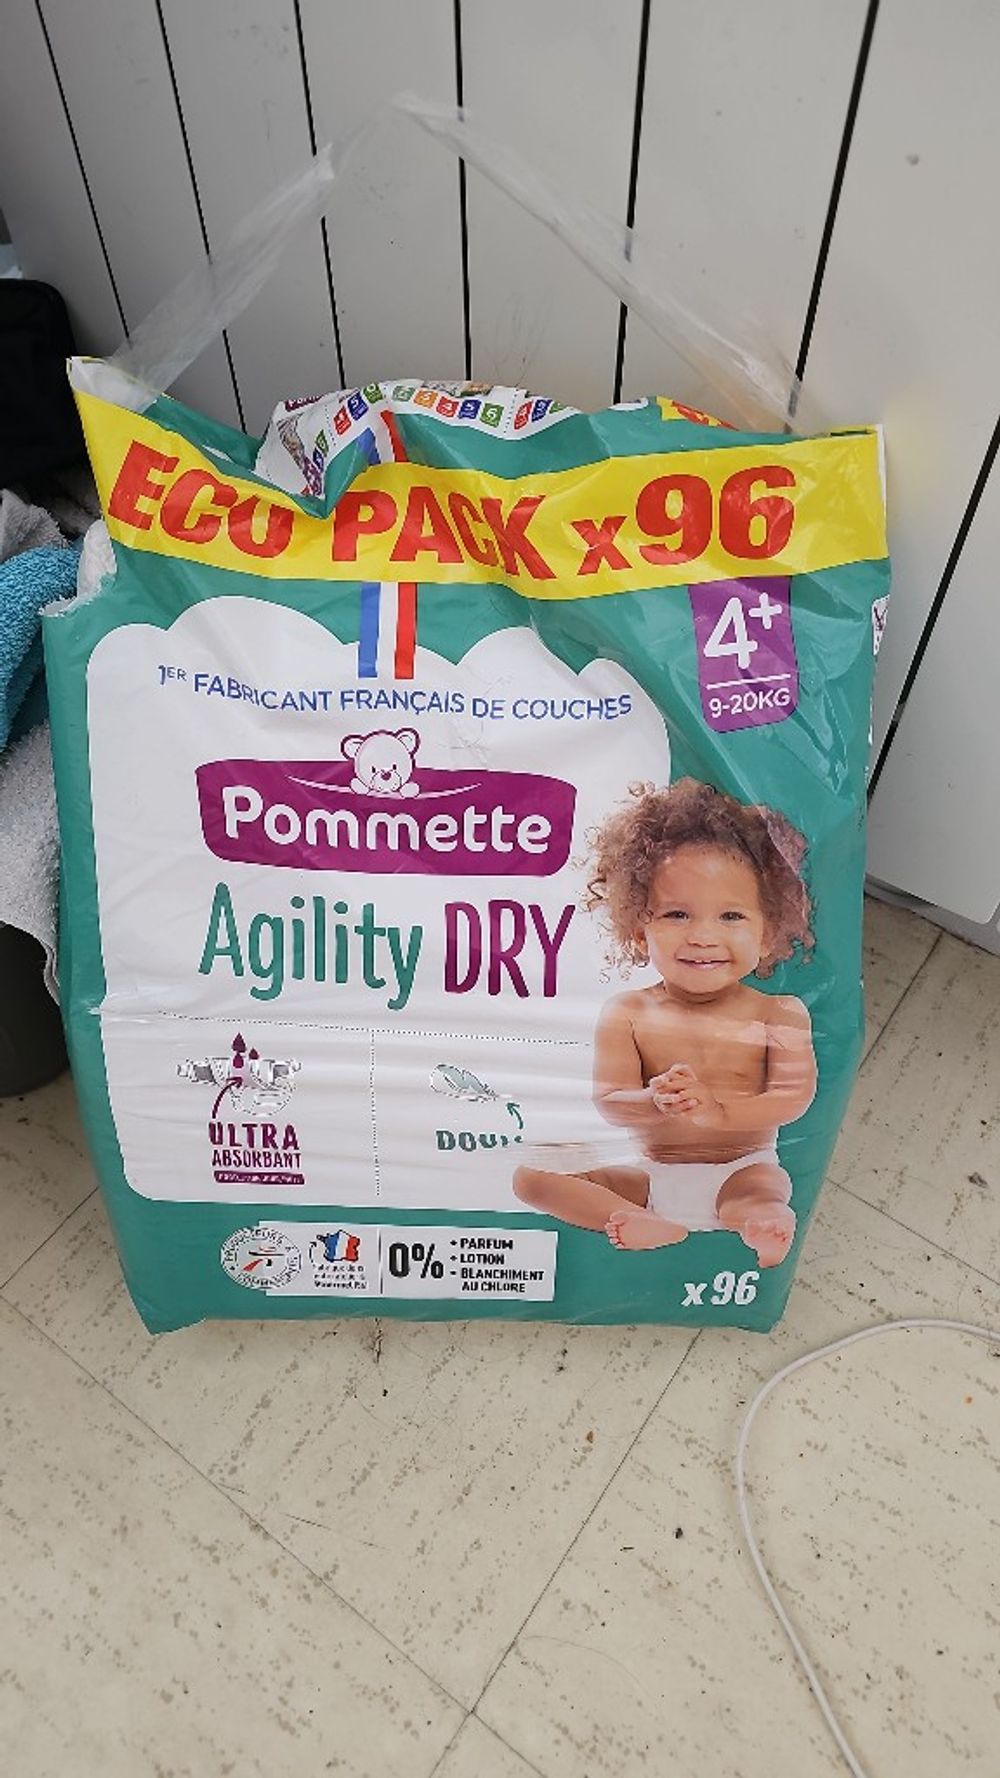 ECO PACK x96
4+
9-20KG
1ER FABRICANT FRANÇAIS DE COUCHES
Pommette
Agility DRY
ULTRA
ABSORBANT
0%
• PARFUM
• LOTION
• BLANCHIMENT
AU CHLORE
x96